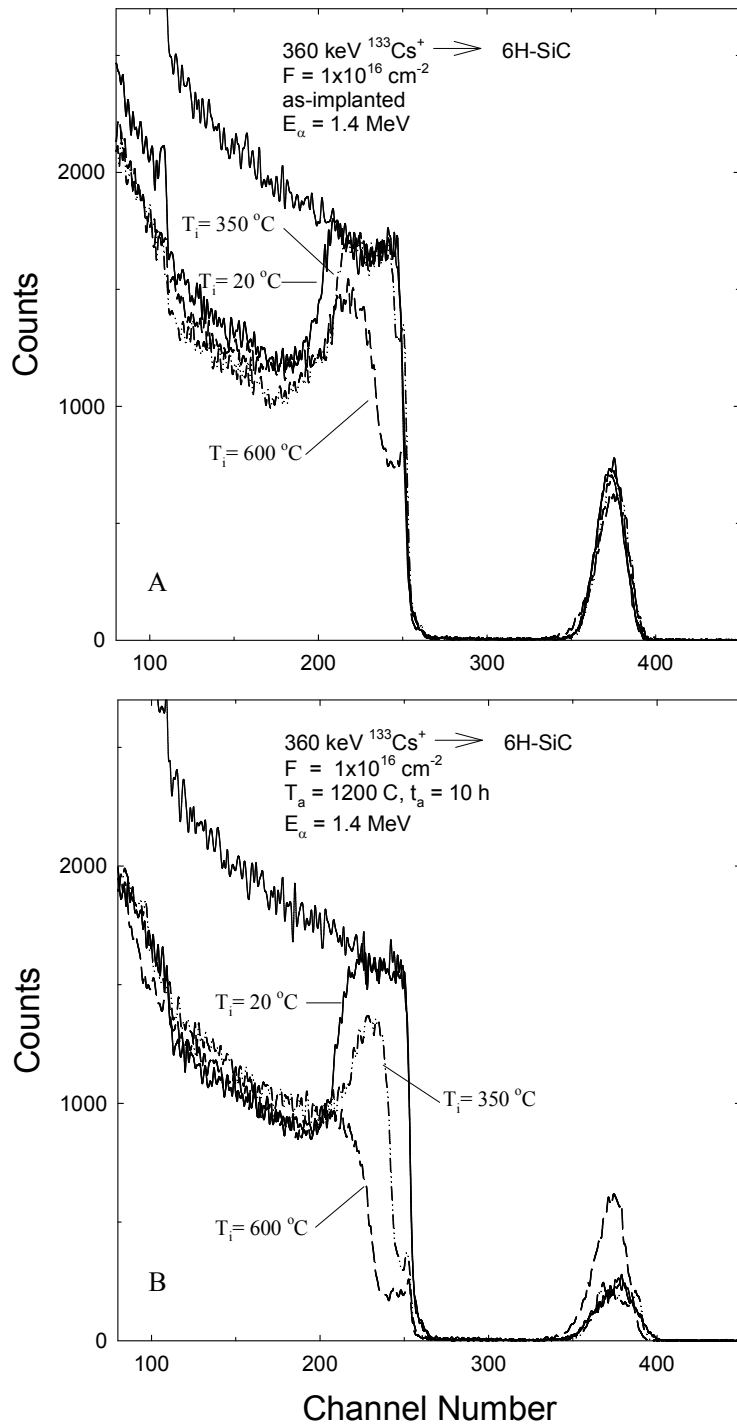 360 keV ¹³³Cs⁺ → 6H-SiC
F = 1x10¹⁶ cm⁻²
as-implanted
Eα = 1.4 MeV
2000
Tᵢ= 350 °C
Tᵢ= 20 °C
Counts
1000
Tᵢ= 600 °C
A
0
100
200
300
400
360 keV ¹³³Cs⁺ → 6H-SiC
F = 1x10¹⁶ cm⁻²
Tₐ = 1200 C, tₐ = 10 h
Eα = 1.4 MeV
2000
Tᵢ= 20 °C
Counts
1000
Tᵢ= 350 °C
Tᵢ= 600 °C
B
0
100
200
300
400
Channel Number